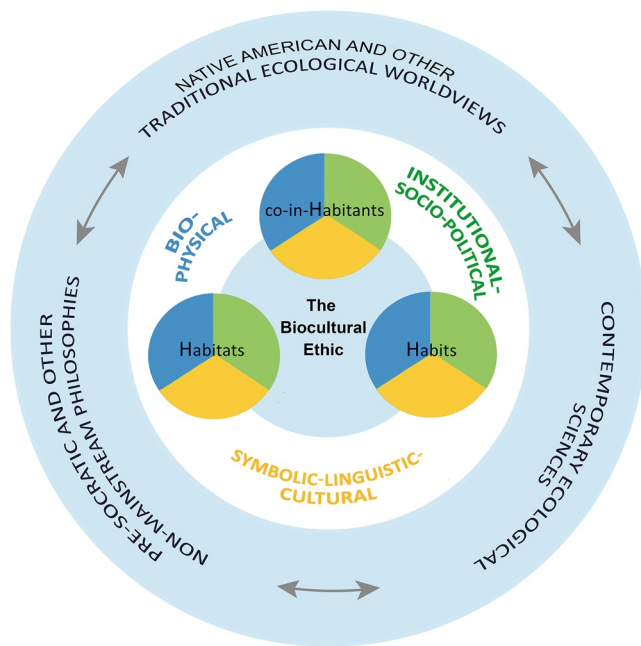 NATIVE AMERICAN AND OTHER
TRADITIONAL ECOLOGICAL WORLDVIEWS
BIO-
PHYSICAL
INSTITUTIONAL-
SOCIO-POLITICAL
co-in-Habitants
The
Biocultural
Ethic
Habitats
Habits
SYMBOLIC-LINGUISTIC-
CULTURAL
PRE-SOCRATIC AND OTHER
NON-MAINSTREAM PHILOSOPHIES
CONTEMPORARY ECOLOGICAL
SCIENCES